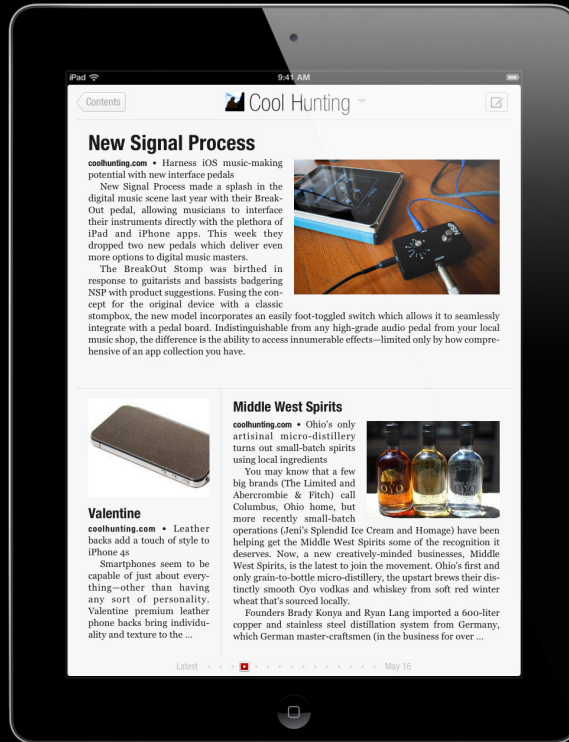 iPad
9:41 AM
Contents
Cool Hunting
New Signal Process
coolhunting.com • Harness iOS music-making
potential with new interface pedals
New Signal Process made a splash in the
digital music scene last year with their Break-
Out pedal, allowing musicians to interface
their instruments directly with the plethora of
iPad and iPhone apps. This week they
dropped two new pedals which deliver even
more options to digital music masters.
The BreakOut Stomp was birthed in
response to guitarists and bassists badgering
NSP with product suggestions. Fusing the con-
cept for the original device with a classic
stompbox, the new model incorporates an easily foot-toggled switch which allows it to seamlessly
integrate with a pedal board. Indistinguishable from any high-grade audio pedal from your local
music shop, the difference is the ability to access innumerable effects—limited only by how compre-
hensive of an app collection you have.
NSP
Valentine
coolhunting.com • Leather
backs add a touch of style to
iPhone 4s
Smartphones seem to be
capable of just about every-
thing—other than having
any sort of personality.
Valentine premium leather
phone backs bring individu-
ality and texture to the ...
Middle West Spirits
coolhunting.com • Ohio's only
artisinal micro-distillery
turns out small-batch spirits
using local ingredients
You may know that a few
big brands (The Limited and
Abercrombie & Fitch) call
Columbus, Ohio home, but
more recently small-batch
operations (Jeni's Splendid Ice Cream and Homage) have been
helping get the Middle West Spirits some of the recognition it
deserves. Now, a new creatively-minded businesses, Middle
West Spirits, is the latest to join the movement. Ohio's first and
only grain-to-bottle micro-distillery, the upstart brews their dis-
tinctly smooth Oyo vodkas and whiskey from soft red winter
wheat that's sourced locally.
Founders Brady Konya and Ryan Lang imported a 600-liter
copper and stainless steel distillation system from Germany,
which German master-craftsmen (in the business for over ...
OYO
OYO
OYO
Latest
May 16